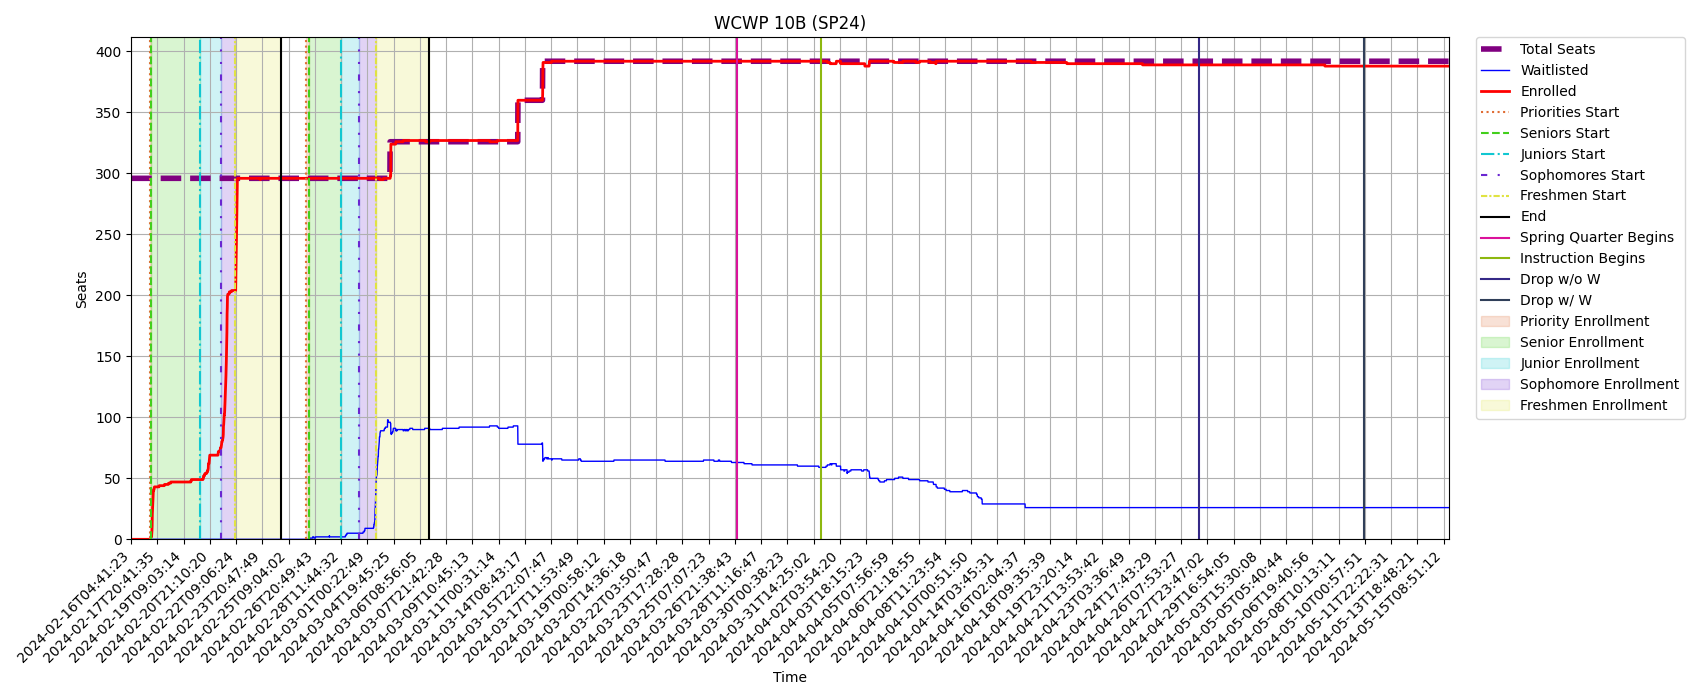 WCWP 10B (SP24)
Seats
400
350
300
250
200
150
100
50
0
2024-02-16T04:41:23
2024-02-17T20:41:35
2024-02-19T09:03:14
2024-02-20T21:10:20
2024-02-22T09:06:24
2024-02-23T20:47:49
2024-02-25T09:04:02
2024-02-26T20:49:43
2024-02-28T11:44:32
2024-03-01T00:22:49
2024-03-04T19:45:25
2024-03-06T08:56:05
2024-03-07T21:42:28
2024-03-09T10:45:13
2024-03-11T00:31:14
2024-03-14T08:43:17
2024-03-15T22:07:47
2024-03-17T11:53:49
2024-03-19T00:58:12
2024-03-20T14:36:18
2024-03-22T03:50:47
2024-03-23T17:28:28
2024-03-25T07:07:23
2024-03-26T21:38:43
2024-03-28T11:16:47
2024-03-30T00:38:23
2024-03-31T14:25:02
2024-04-02T03:54:20
2024-04-03T18:15:23
2024-04-05T07:56:59
2024-04-06T21:18:55
2024-04-08T11:23:54
2024-04-10T00:51:50
2024-04-14T03:45:31
2024-04-16T02:04:37
2024-04-18T09:35:39
2024-04-19T23:20:14
2024-04-21T13:53:42
2024-04-23T03:36:49
2024-04-24T17:43:29
2024-04-26T07:53:27
2024-04-27T23:47:02
2024-04-29T16:54:05
2024-05-03T15:30:08
2024-05-05T05:40:44
2024-05-06T19:40:56
2024-05-08T10:13:11
2024-05-10T00:57:51
2024-05-11T22:22:31
2024-05-13T18:48:21
2024-05-15T08:51:12
Time
Total Seats
Waitlisted
Enrolled
Priorities Start
Seniors Start
Juniors Start
Sophomores Start
Freshmen Start
End
Spring Quarter Begins
Instruction Begins
Drop w/o W
Drop w/ W
Priority Enrollment
Senior Enrollment
Junior Enrollment
Sophomore Enrollment
Freshmen Enrollment